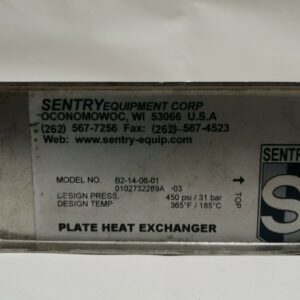 SENTRY EQUIPMENT CORP
OCONOMOWOC, WI 53066 U.S.A
(262) 567-7256 Fax: (262) 567-4523
Web: www.sentry-equip.com
MODEL NO. B2-14-06-01
0102732289A -03
DESIGN PRESS. 450 psi / 31 bar
DESIGN TEMP. 365°F / 185°C
PLATE HEAT EXCHANGER
TOP →
SENTR
S